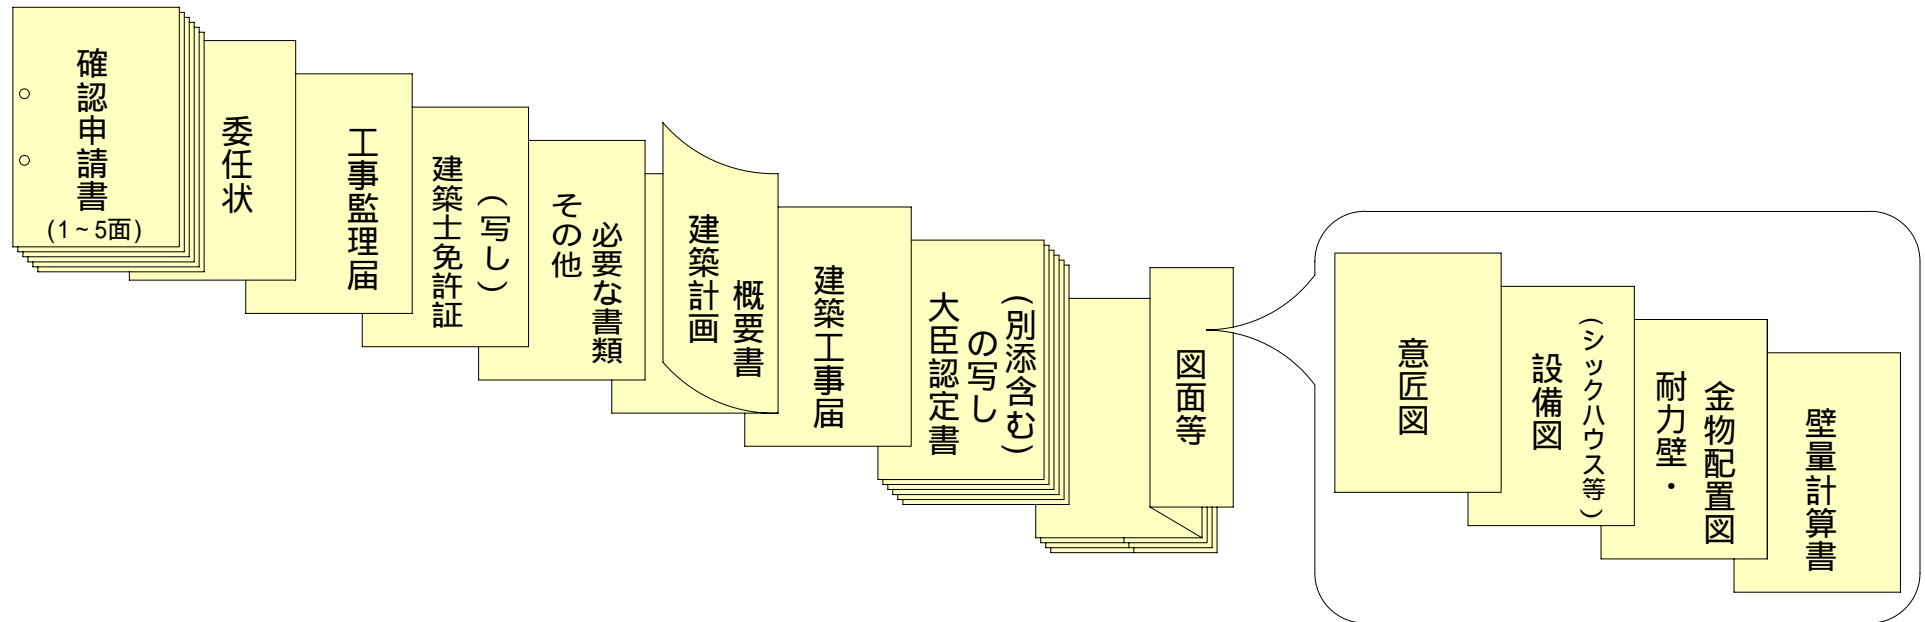 確認申請書
(1~5面)
委任状
工事監理届
建築士免許証
(写し)
その他
必要な書類
建築計画
概要書
建築工事届
大臣認定書
の写し
(別添含む)
図面等
意匠図
設備図
(シックハウス等)
耐力壁・
金物配置図
壁量計算書